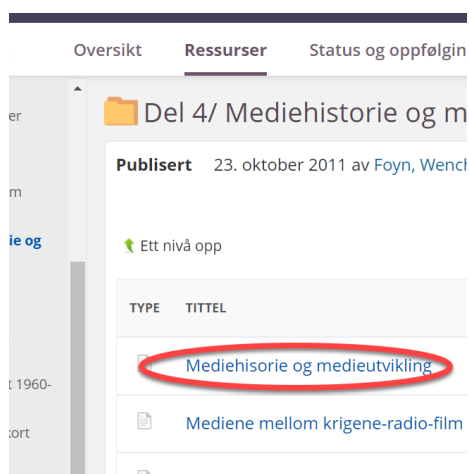 Oversikt Ressurser Status og oppfølgin
er
m
ie og
t 1960-
kort
Del 4/ Mediehistorie og m
Publisert 23. oktober 2011 av Foyn, Wench
Ett nivå opp
TYPE TITTEL
Mediehisorie og medieutvikling
Mediene mellom krigene-radio-film